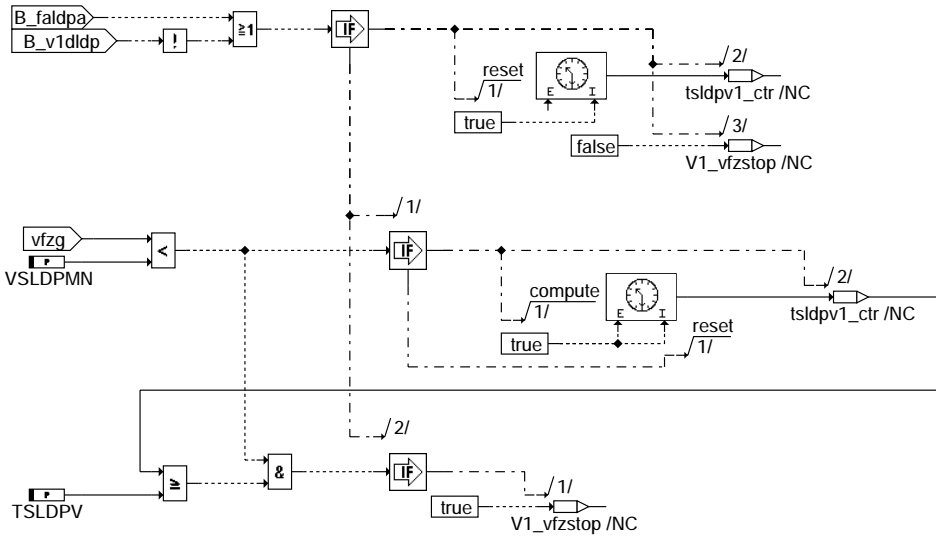 B_faldpa
B_v1dldp
!
≥1
IF
reset
1/
E I
true
2/
tsldpv1_ctr /NC
false
3/
V1_vfzstop /NC
1/
vfzg
P
VSLDPMN
<
IF
compute
1/
E I
true
2/
tsldpv1_ctr /NC
reset
1/
2/
≥
P
TSLDPV
&
IF
1/
true
V1_vfzstop /NC